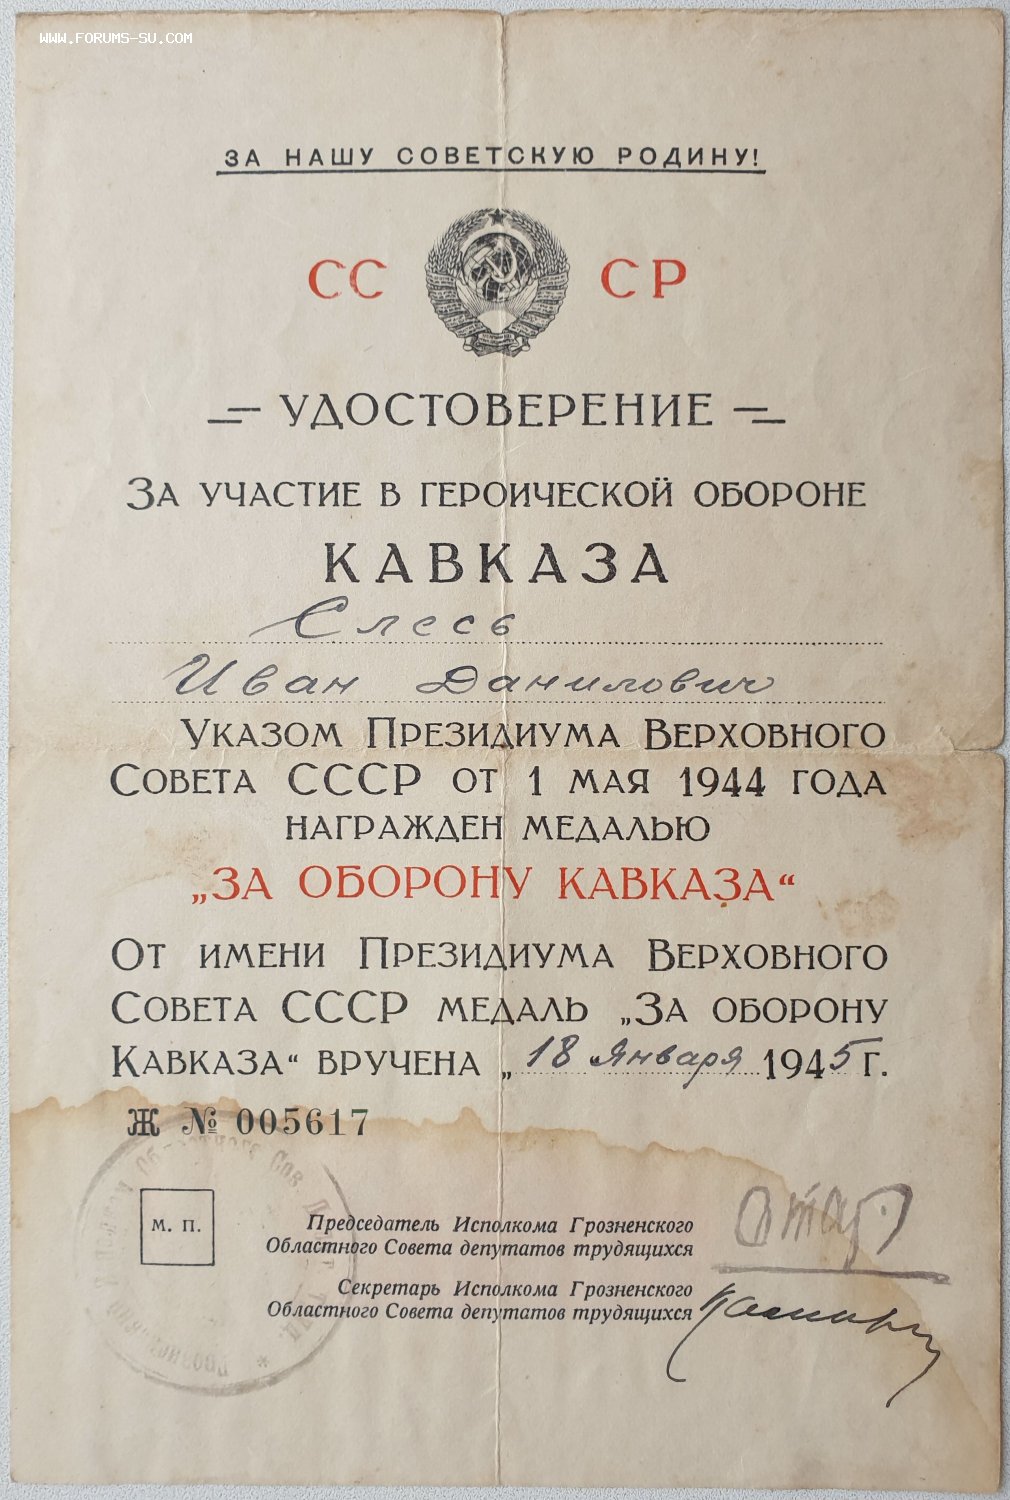 WWW.FORUMS-SU.COM
ЗА НАШУ СОВЕТСКУЮ РОДИНУ!
СС СР
УДОСТОВЕРЕНИЕ
ЗА УЧАСТИЕ В ГЕРОИЧЕСКОЙ ОБОРОНЕ
КАВКАЗА
Слесь
Иван Данилович
УКАЗОМ ПРЕЗИДИУМА ВЕРХОВНОГО
СОВЕТА СССР ОТ 1 МАЯ 1944 ГОДА
НАГРАЖДЕН МЕДАЛЬЮ
„ЗА ОБОРОНУ КАВКАЗА“
ОТ ИМЕНИ ПРЕЗИДИУМА ВЕРХОВНОГО
СОВЕТА СССР МЕДАЛЬ „ЗА ОБОРОНУ
КАВКАЗА“ ВРУЧЕНА „18 “ января 1945 Г.
Ж № 005617
М. П.
Председатель Исполкома Грозненского
Областного Совета депутатов трудящихся
Секретарь Исполкома Грозненского
Областного Совета депутатов трудящихся